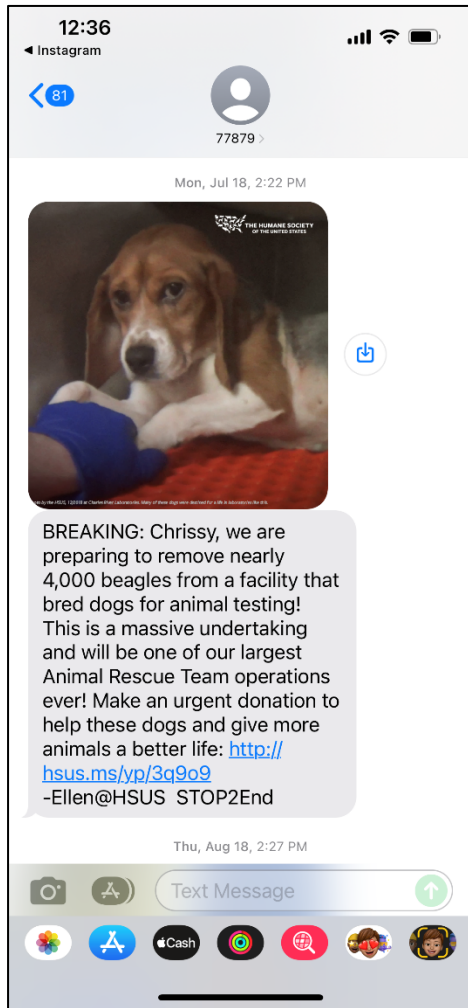 12:36
Instagram
81
77879
Mon, Jul 18, 2:22 PM
THE HUMANE SOCIETY
OF THE UNITED STATES
BREAKING: Chrissy, we are
preparing to remove nearly
4,000 beagles from a facility that
bred dogs for animal testing!
This is a massive undertaking
and will be one of our largest
Animal Rescue Team operations
ever! Make an urgent donation to
help these dogs and give more
animals a better life: http://
hsus.ms/yp/3q9o9
-Ellen@HSUS  STOP2End
Thu, Aug 18, 2:27 PM
Text Message
Cash